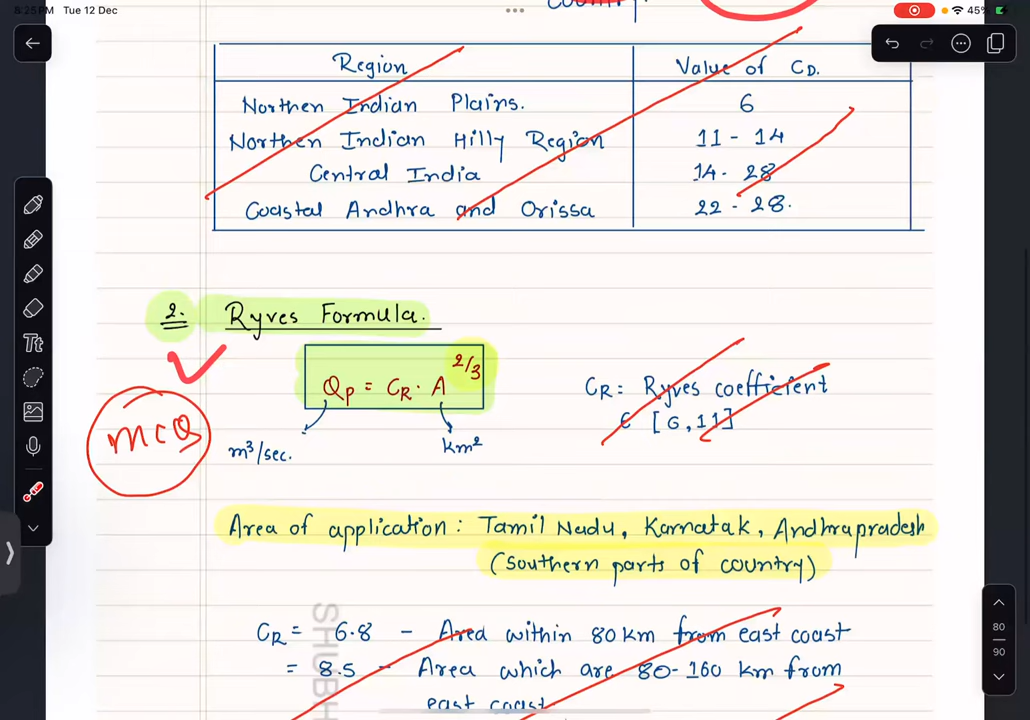 8:25 PM Tue 12 Dec
45%
country.
Region Value of CD.
Northen Indian Plains. 6
Northen Indian Hilly Region 11 - 14
Central India 14 - 28
Coastal Andhra and Orissa 22 - 28.
2. Ryves Formula.
Qp = CR · A^2/3
CR = Ryves coefficient
∈ [6, 11]
m³/sec.
km²
mcq
Area of application : Tamil Nadu, Karnatak, Andhrapradesh
(southern parts of country)
CR = 6.8 - Area within 80 km from east coast
= 8.5 - Area which are 80-160 km from
east coast.
SHUBH
Tt
80
90